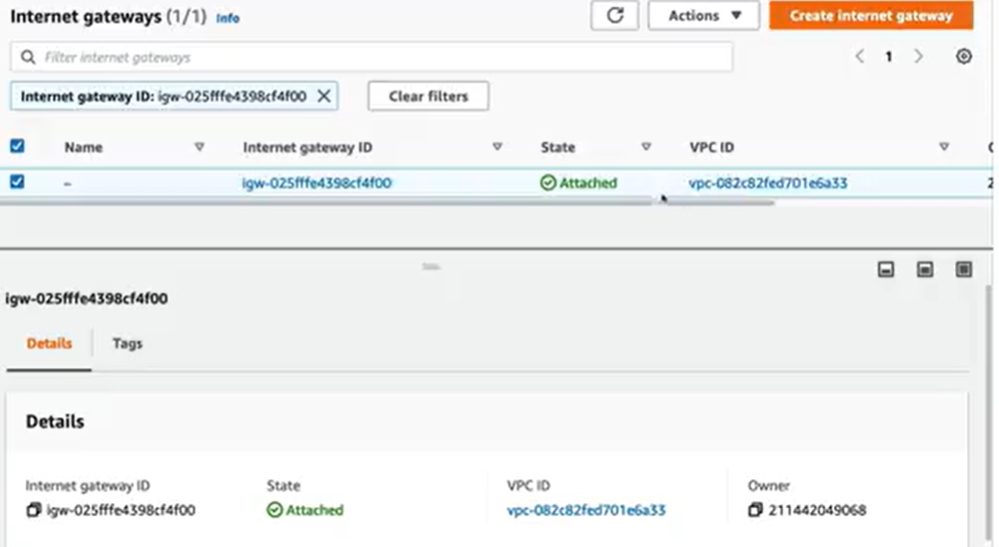 Internet gateways (1/1) Info
Actions ▼ Create internet gateway
Filter internet gateways
< 1 >
Internet gateway ID: igw-025fffe4398cf4f00 ✕ Clear filters
Name Internet gateway ID State VPC ID
– igw-025fffe4398cf4f00 Attached vpc-082c82fed701e6a33 2
igw-025fffe4398cf4f00
Details Tags
Details
Internet gateway ID State VPC ID Owner
igw-025fffe4398cf4f00 Attached vpc-082c82fed701e6a33 211442049068